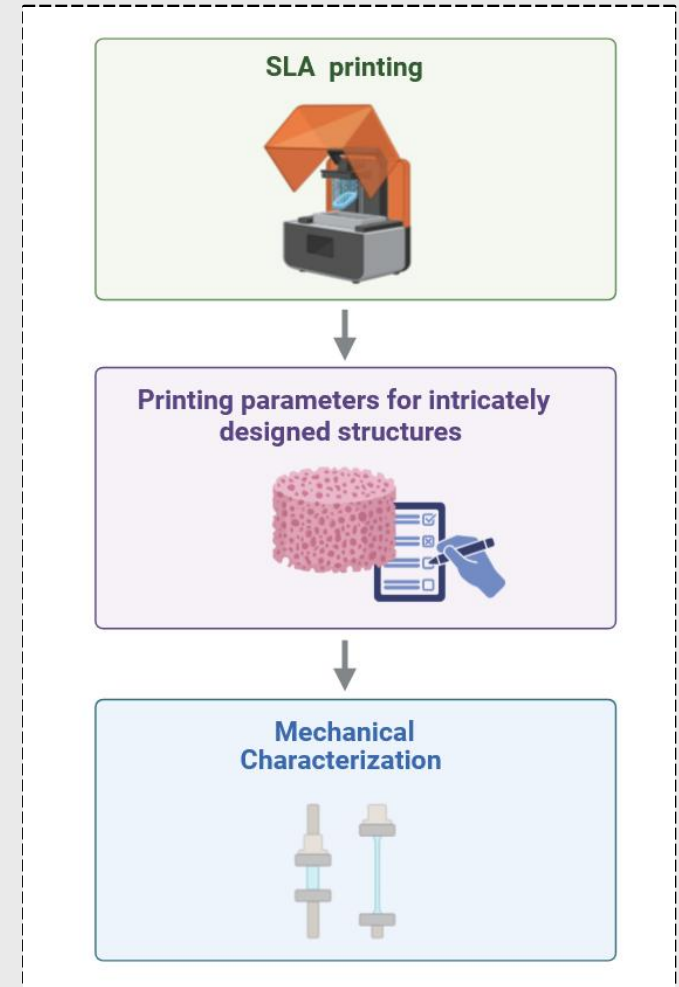 SLA printing
Printing parameters for intricately
designed structures
Mechanical
Characterization